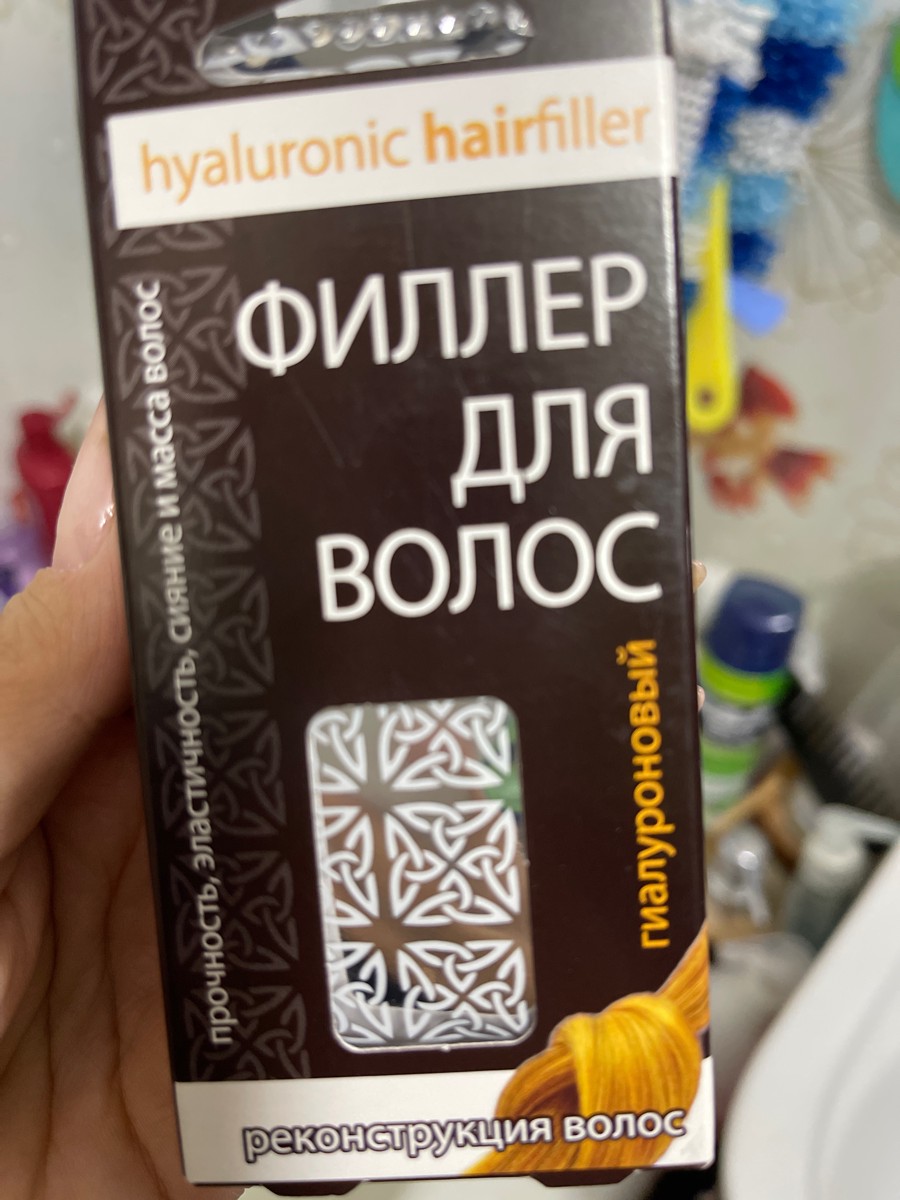 hyaluronic hairfiller
ФИЛЛЕР
ДЛЯ
ВОЛОС
гиалуроновый
прочность, эластичность, сияние и масса волос
реконструкция волос